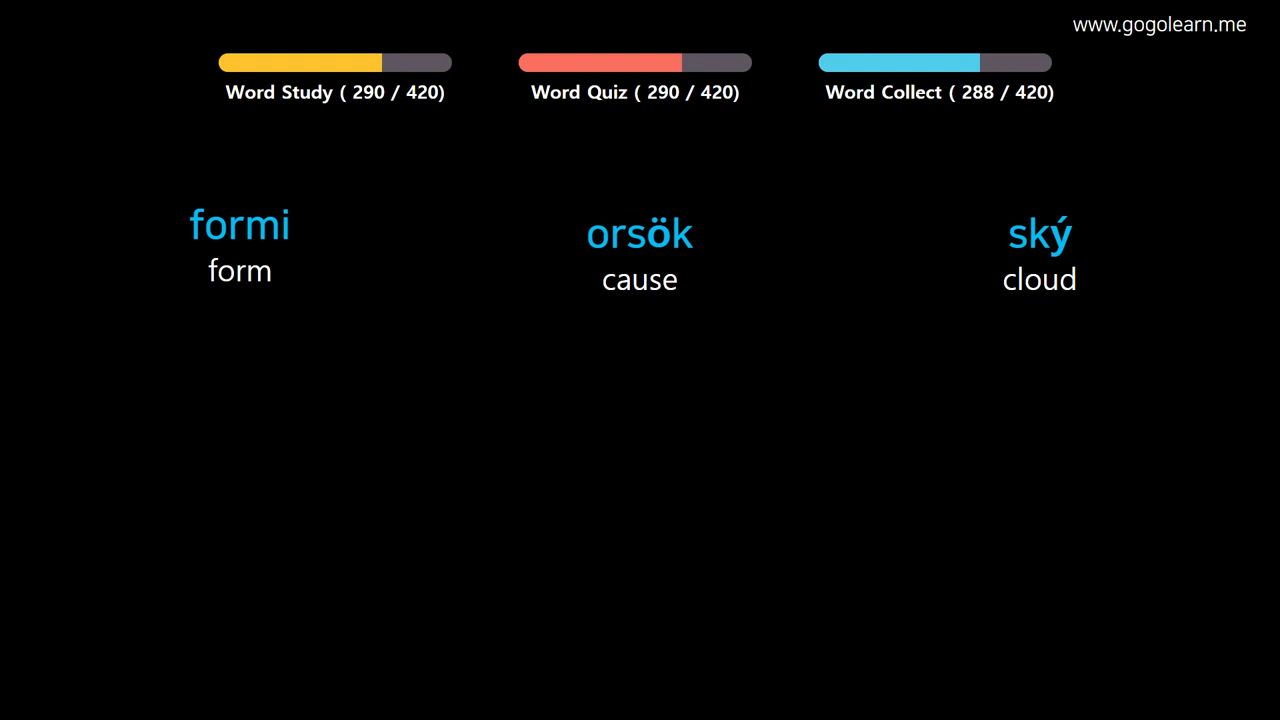 www.gogolearn.me
Word Study ( 290 / 420)
Word Quiz ( 290 / 420)
Word Collect ( 288 / 420)
formi
form
orsök
cause
ský
cloud